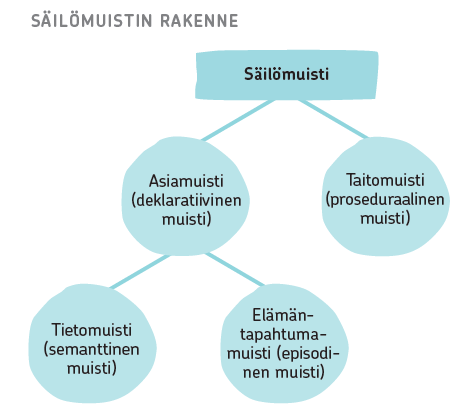 SÄILÖMUISTIN RAKENNE
Säilömuisti
Asiamuisti
(deklaratiivinen
muisti)
Taitomuisti
(proseduraalinen
muisti)
Tietomuisti
(semanttinen
muisti)
Elämän-
tapahtuma-
muisti (episodi-
nen muisti)